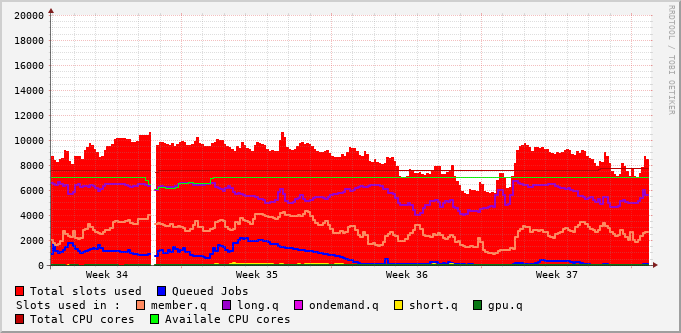 20000
18000
16000
14000
12000
10000
8000
6000
4000
2000
0
Week 34 Week 35 Week 36 Week 37
RRDTOOL / TOBI OETIKER
Total slots used Queued Jobs
Slots used in : member.q long.q ondemand.q short.q gpu.q
Total CPU cores Availale CPU cores